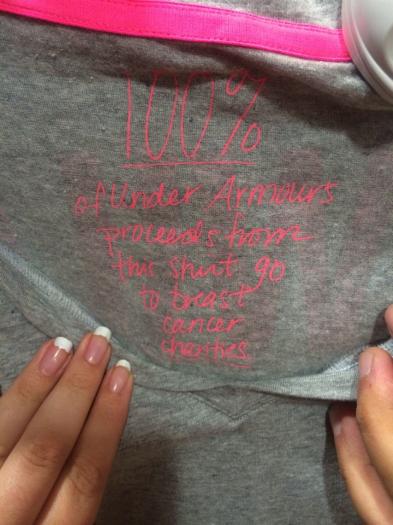 100%
of Under Armours
proceeds from
this shirt go
to breast
cancer
charities